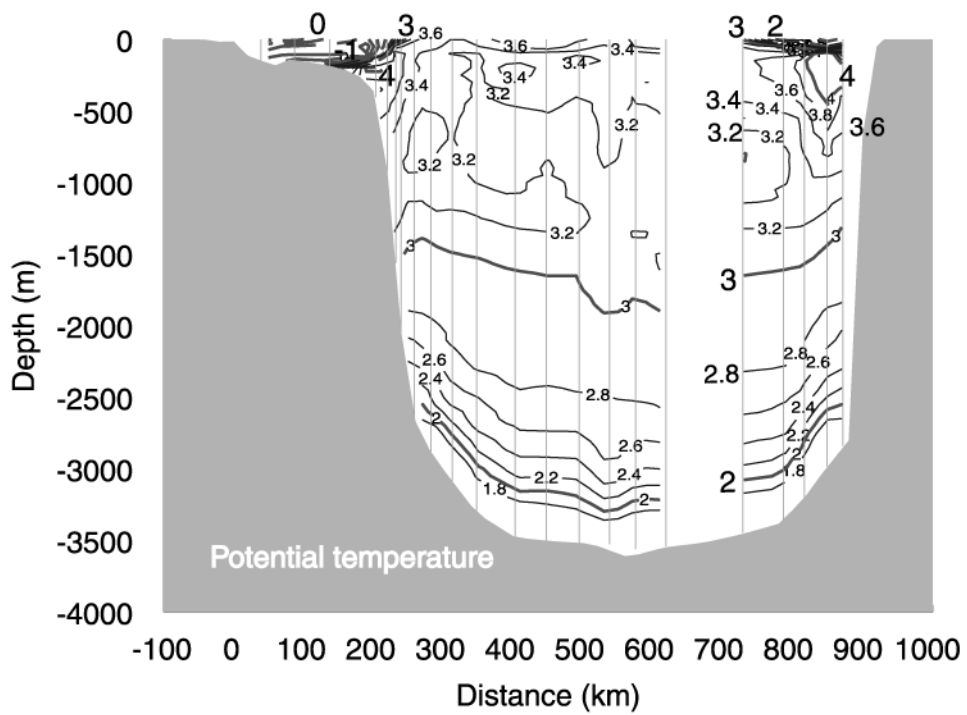 0 3 3 2
0 3.6 3.6 3.4
-1 4 3.4 3.4 3.4 4
3.2 3.6 4
-500 3.4 3.4 3.8
3.2 3.2 3.2 3.6
3.2 3.2
-1000
3.2 3.2
-1500 3 3
3 3
-2000
2.6 2.8 2.8 2.6
2.4
-2500 2.8 2.4
2 2.6 2.2
2.2 2.4 2
-3000 1.8 2 2 1.8
-3500
Potential temperature
-4000
-100 0 100 200 300 400 500 600 700 800 900 1000
Depth (m)
Distance (km)